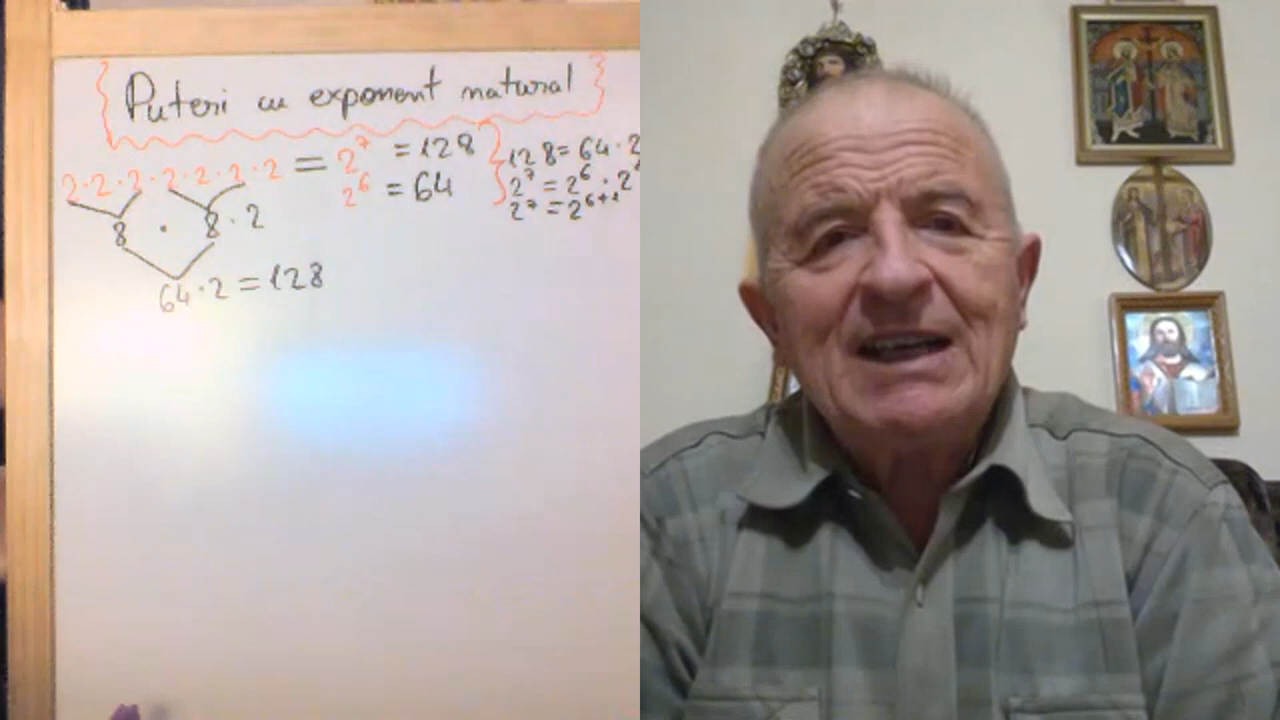 Puteri cu exponent natural
2·2·2·2·2·2·2 = 2⁷ = 128
2⁶ = 64
8 · 8·2
64·2=128
128=64·2
2⁷=2⁶·2¹
2⁷=2⁶⁺¹